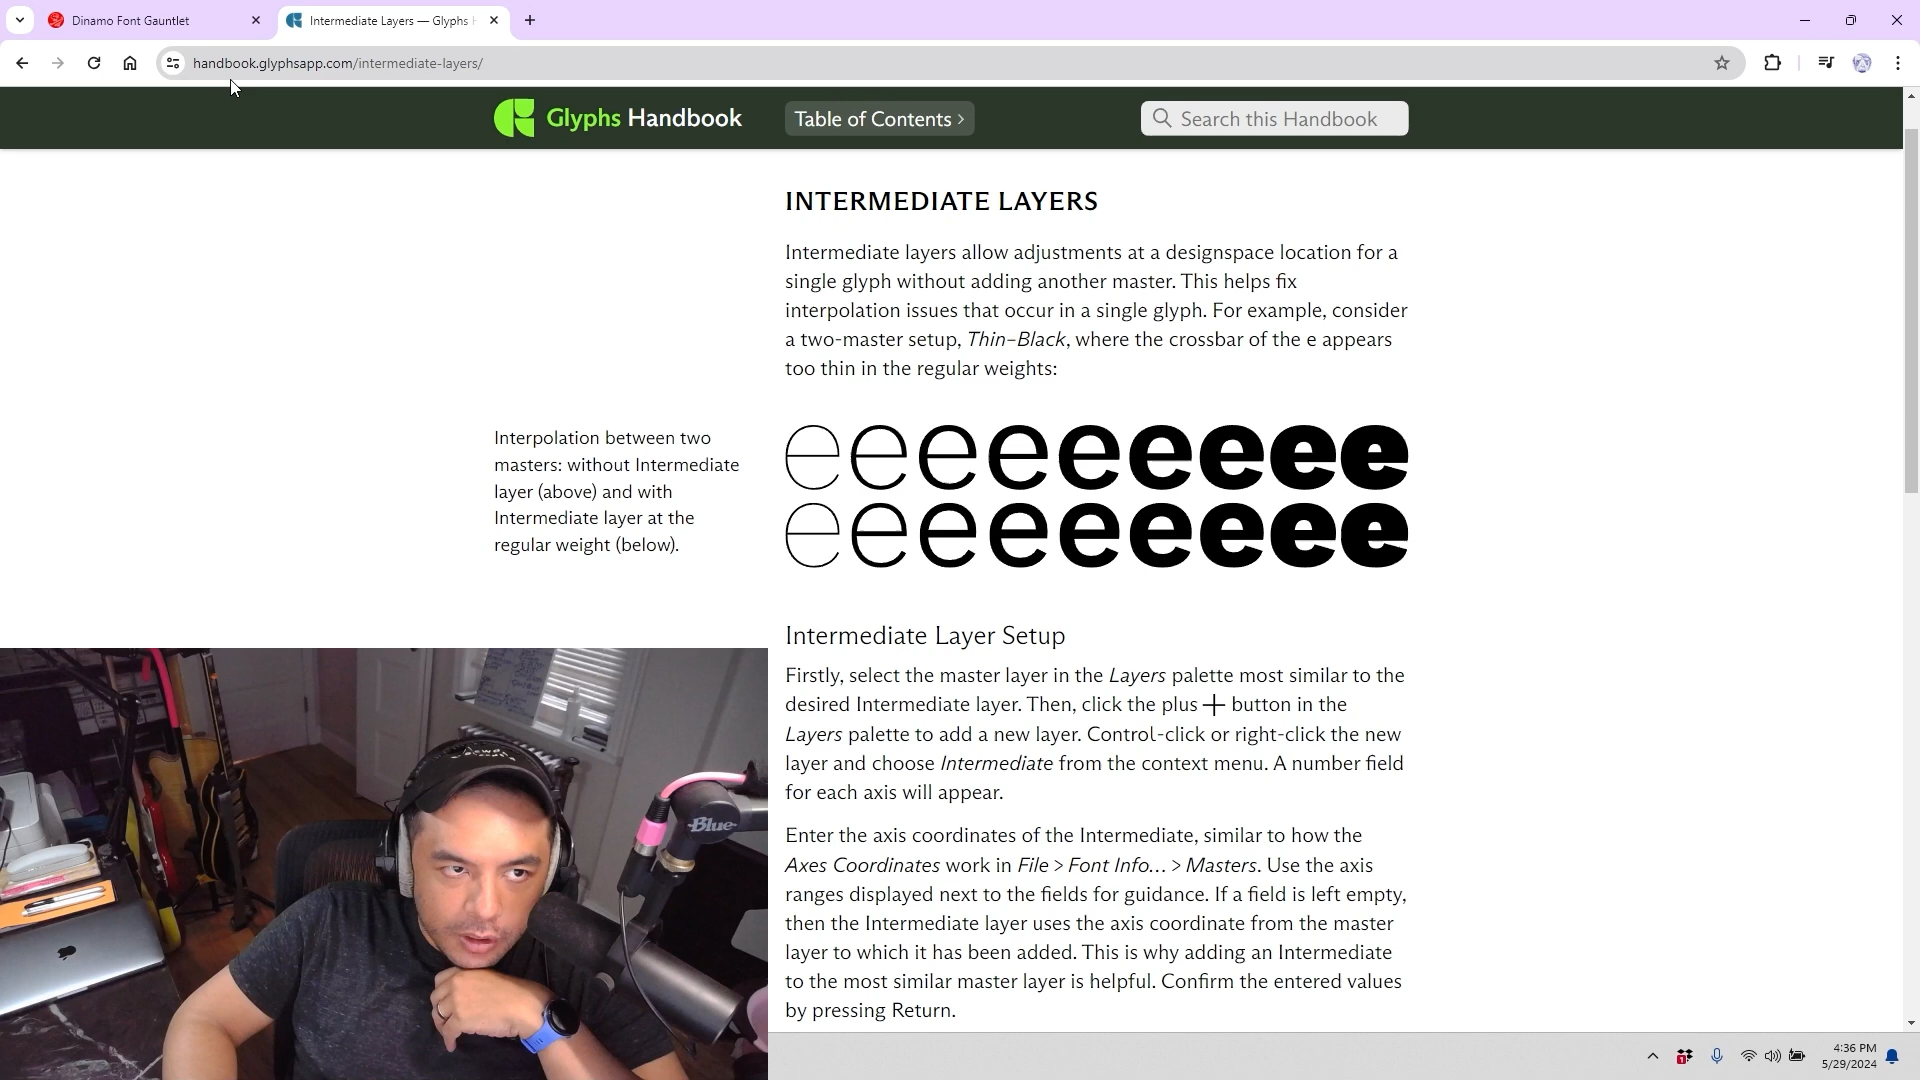 Dinamo Font Gauntlet
Intermediate Layers — Glyphs H
handbook.glyphsapp.com/intermediate-layers/
Glyphs Handbook
Table of Contents ›
Search this Handbook
INTERMEDIATE LAYERS
Intermediate layers allow adjustments at a designspace location for a
single glyph without adding another master. This helps fix
interpolation issues that occur in a single glyph. For example, consider
a two-master setup, Thin–Black, where the crossbar of the e appears
too thin in the regular weights:
Interpolation between two
masters: without Intermediate
layer (above) and with
Intermediate layer at the
regular weight (below).
eeeeeeeee
eeeeeeeee
Intermediate Layer Setup
Firstly, select the master layer in the Layers palette most similar to the
desired Intermediate layer. Then, click the plus + button in the
Layers palette to add a new layer. Control-click or right-click the new
layer and choose Intermediate from the context menu. A number field
for each axis will appear.
Enter the axis coordinates of the Intermediate, similar to how the
Axes Coordinates work in File > Font Info… > Masters. Use the axis
ranges displayed next to the fields for guidance. If a field is left empty,
then the Intermediate layer uses the axis coordinate from the master
layer to which it has been added. This is why adding an Intermediate
to the most similar master layer is helpful. Confirm the entered values
by pressing Return.
Blue
1
4:36 PM
5/29/2024